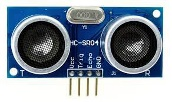 HC-SR04
Vcc
Trig
Echo
GND
T
R